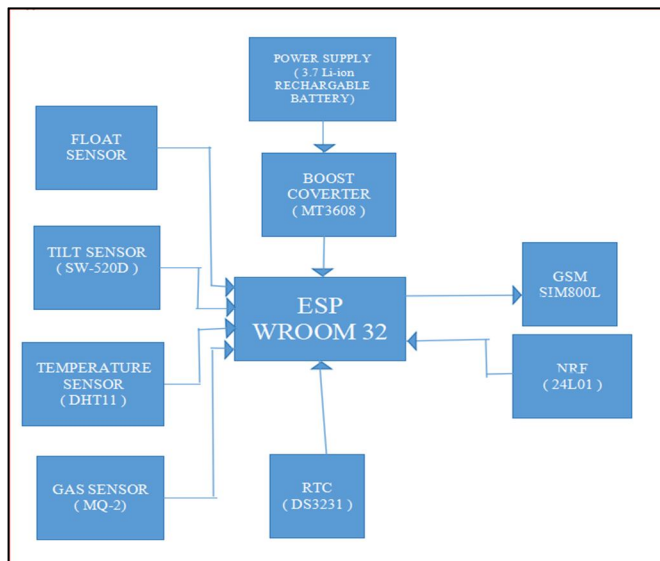 POWER SUPPLY
( 3.7 Li-ion
RECHARGABLE
BATTERY)
FLOAT
SENSOR
BOOST
COVERTER
( MT3608 )
TILT SENSOR
( SW-520D )
ESP
WROOM 32
GSM
SIM800L
TEMPERATURE
SENSOR
( DHT11 )
NRF
( 24L01 )
GAS SENSOR
( MQ-2)
RTC
( DS3231 )